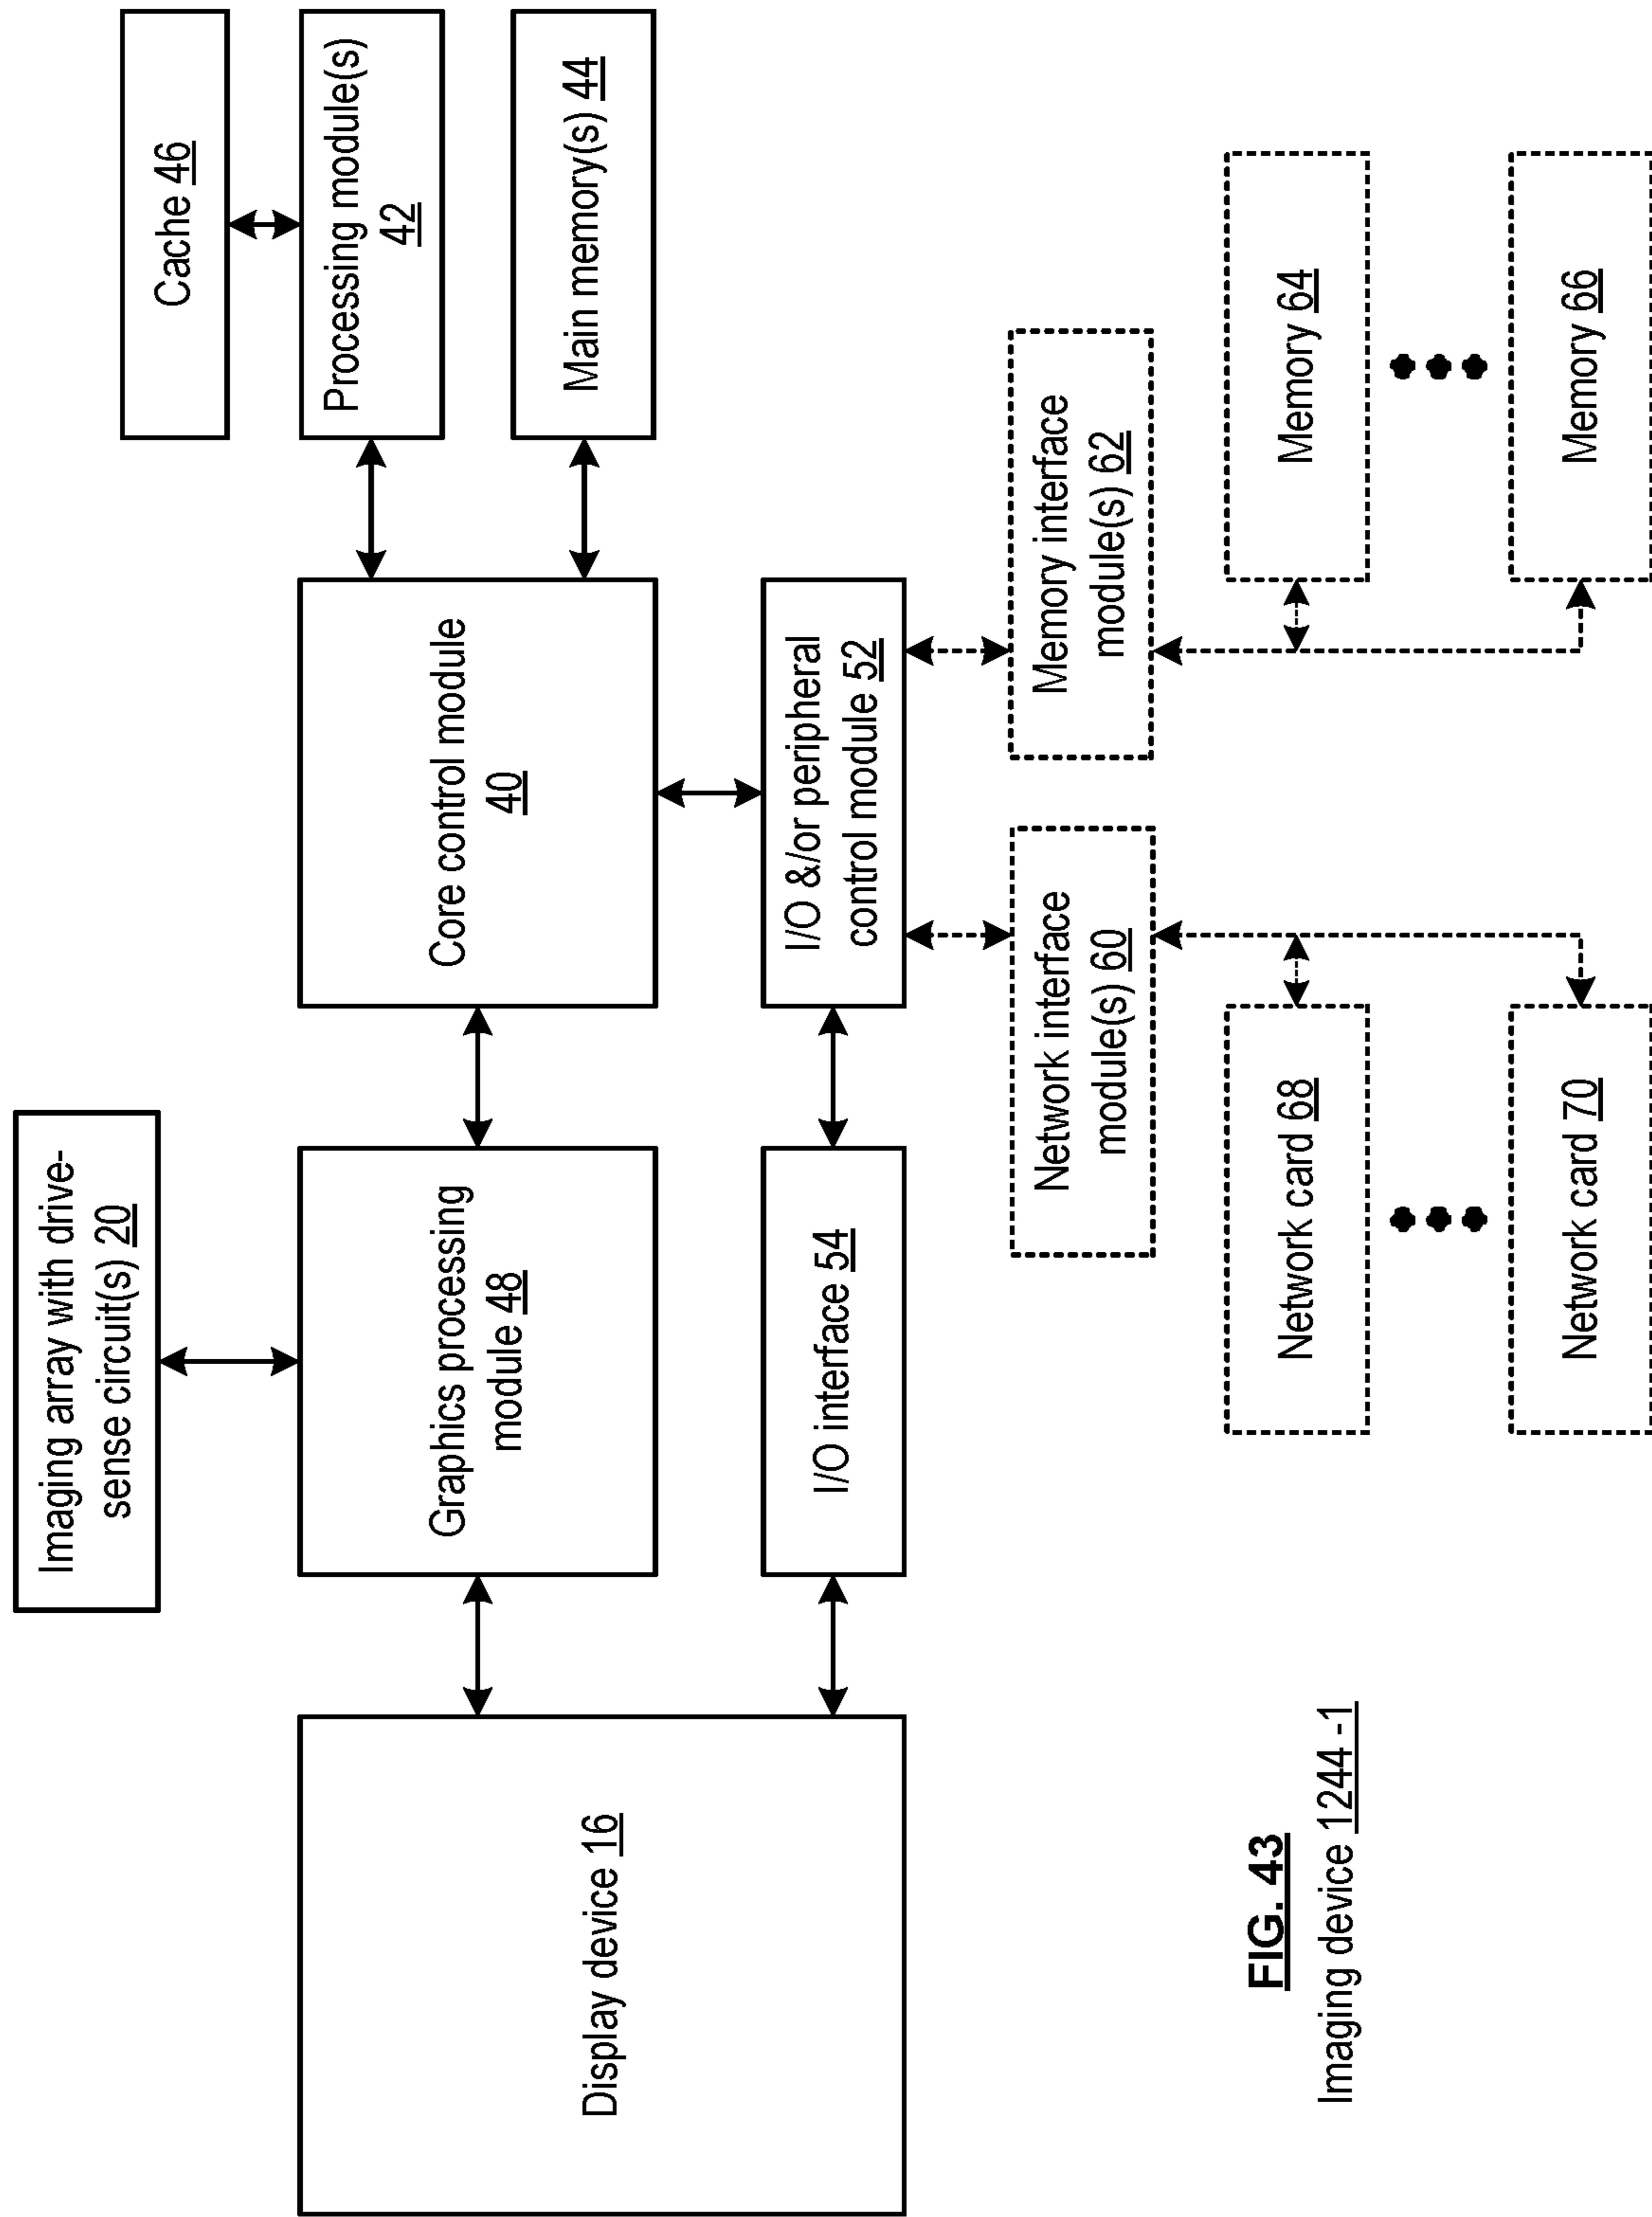 Imaging array with drive-
sense circuit(s) 20
Cache 46
Display device 16
Graphics processing
module 48
Core control module
40
Processing module(s)
42
Main memory(s) 44
I/O interface 54
I/O &/or peripheral
control module 52
Network interface
module(s) 60
Memory interface
module(s) 62
Network card 68
Memory 64
Network card 70
Memory 66
FIG. 43
Imaging device 1244 -1